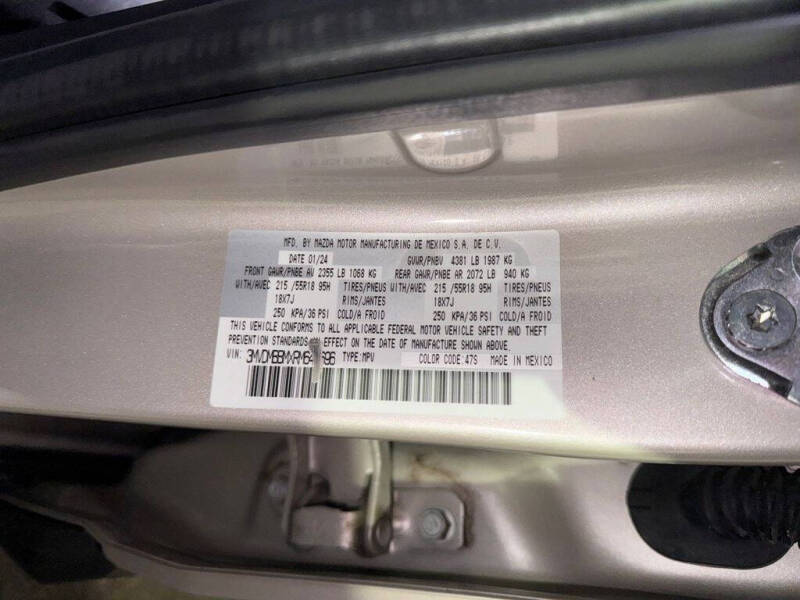 MFD. BY MAZDA MOTOR MANUFACTURING DE MEXICO S.A. DE C.V.
DATE 01/24 GVWR/PNBV 4381 LB 1987 KG
FRONT GAWR/PNBE AV 2355 LB 1068 KG REAR GAWR/PNBE AR 2072 LB 940 KG
WITH/AVEC 215 /55R18 95H TIRES/PNEUS WITH/AVEC 215 /55R18 95H TIRES/PNEUS
18X7J RIMS/JANTES 18X7J RIMS/JANTES
250 KPA/36 PSI COLD/A FROID 250 KPA/36 PSI COLD/A FROID
THIS VEHICLE CONFORMS TO ALL APPLICABLE FEDERAL MOTOR VEHICLE SAFETY AND THEFT
PREVENTION STANDARDS EFFECT ON THE DATE OF MANUFACTURE SHOWN ABOVE.
VIN: TYPE:MPV COLOR CODE:47S MADE IN MEXICO